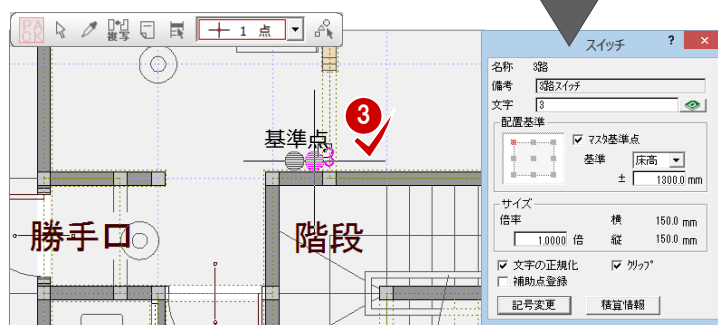 PACK
複写
1 点
3
基準点
3
勝手口
階段
スイッチ
? ×
名称 3路
備考 3路スイッチ
文字 3
配置基準
マスタ基準点
基準 床高
± 1300.0 mm
サイズ
倍率 横 150.0 mm
1.0000 倍 縦 150.0 mm
文字の正規化 クリップ
補助点登録
記号変更 積算情報